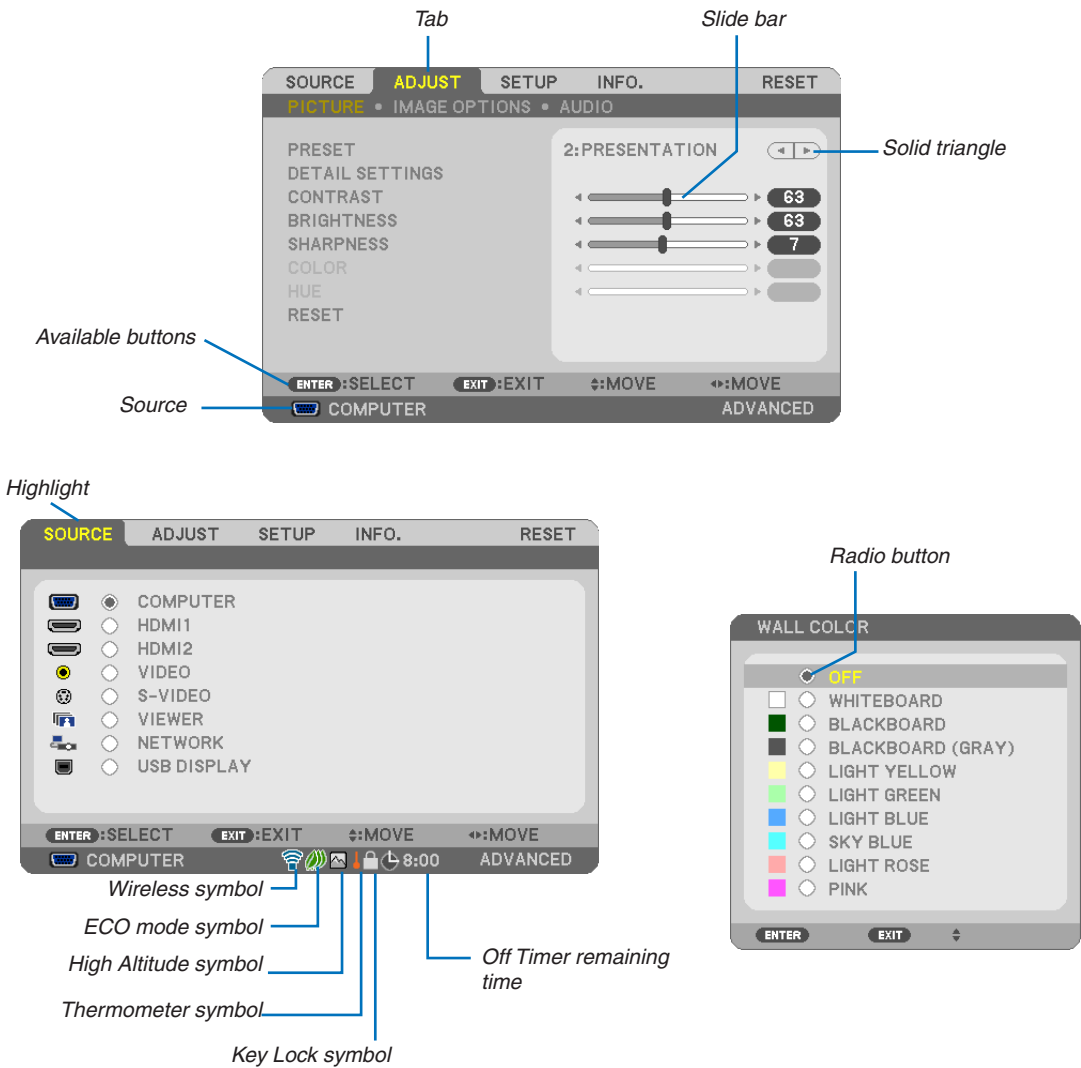 Tab
Slide bar
SOURCE ADJUST SETUP INFO. RESET
PICTURE • IMAGE OPTIONS • AUDIO
PRESET 2:PRESENTATION
Solid triangle
DETAIL SETTINGS
CONTRAST 63
BRIGHTNESS 63
SHARPNESS 7
COLOR
HUE
RESET
Available buttons
ENTER:SELECT EXIT:EXIT :MOVE :MOVE
Source
COMPUTER ADVANCED
Highlight
SOURCE ADJUST SETUP INFO. RESET
COMPUTER
HDMI1
HDMI2
VIDEO
S-VIDEO
VIEWER
NETWORK
USB DISPLAY
ENTER:SELECT EXIT:EXIT :MOVE :MOVE
COMPUTER 8:00 ADVANCED
Wireless symbol
ECO mode symbol
High Altitude symbol
Thermometer symbol
Key Lock symbol
Off Timer remaining
time
Radio button
WALL COLOR
OFF
WHITEBOARD
BLACKBOARD
BLACKBOARD (GRAY)
LIGHT YELLOW
LIGHT GREEN
LIGHT BLUE
SKY BLUE
LIGHT ROSE
PINK
ENTER EXIT